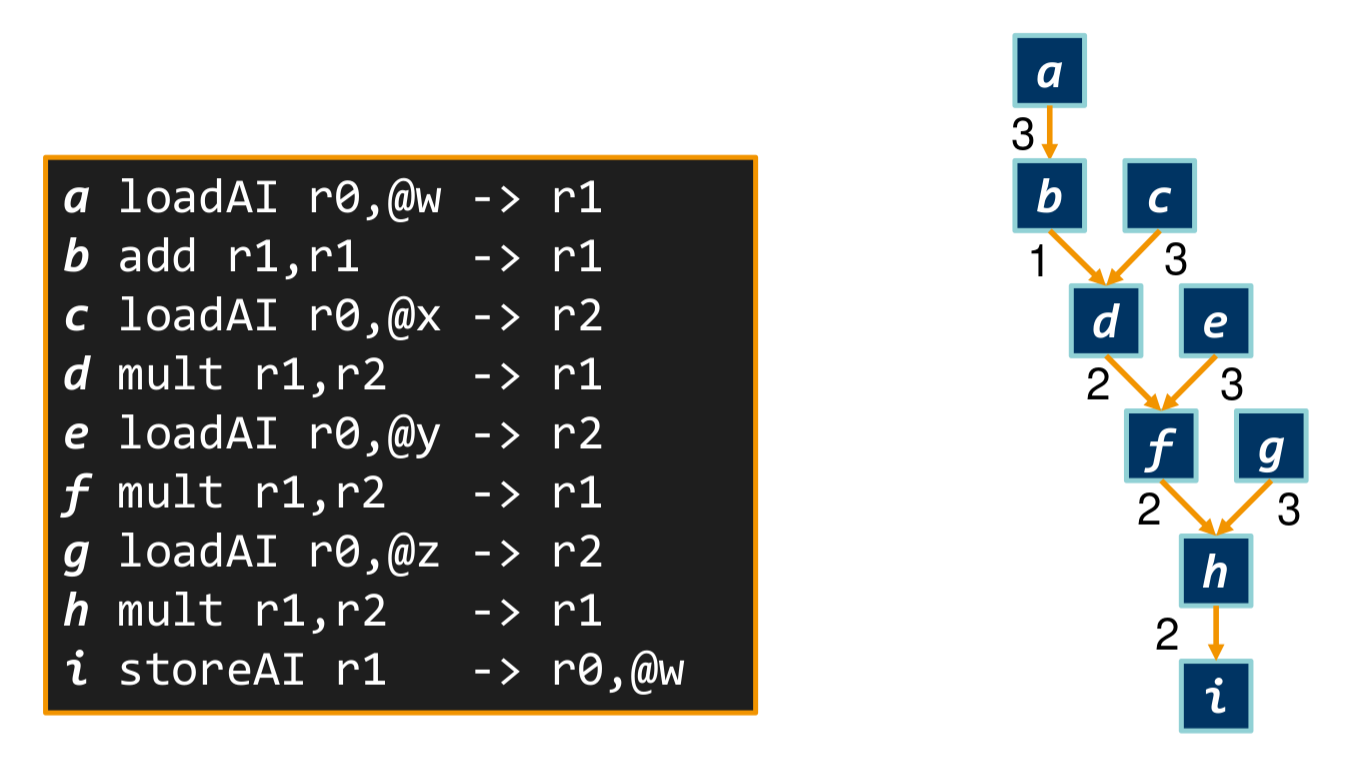 a loadAI r0,@w -> r1
b add r1,r1 -> r1
c loadAI r0,@x -> r2
d mult r1,r2 -> r1
e loadAI r0,@y -> r2
f mult r1,r2 -> r1
g loadAI r0,@z -> r2
h mult r1,r2 -> r1
i storeAI r1 -> r0,@w
a
3
b c
1 3
d e
2 3
f g
2 3
h
2
i